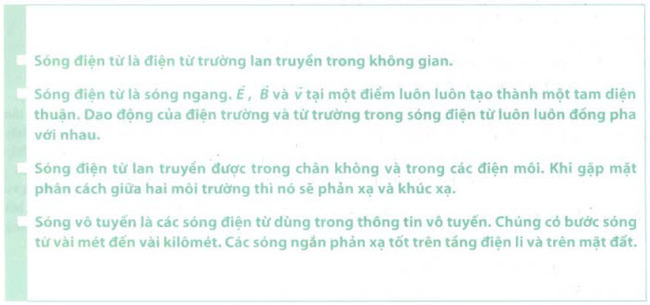 Sóng điện từ là điện từ trường lan truyền trong không gian.
Sóng điện từ là sóng ngang. E⃗ , B⃗ và v⃗ tại một điểm luôn luôn tạo thành một tam diện
thuận. Dao động của điện trường và từ trường trong sóng điện từ luôn luôn đồng pha
với nhau.
Sóng điện từ lan truyền được trong chân không và trong các điện môi. Khi gặp mặt
phân cách giữa hai môi trường thì nó sẽ phản xạ và khúc xạ.
Sóng vô tuyến là các sóng điện từ dùng trong thông tin vô tuyến. Chúng có bước sóng
từ vài mét đến vài kilômét. Các sóng ngắn phản xạ tốt trên tầng điện li và trên mặt đất.